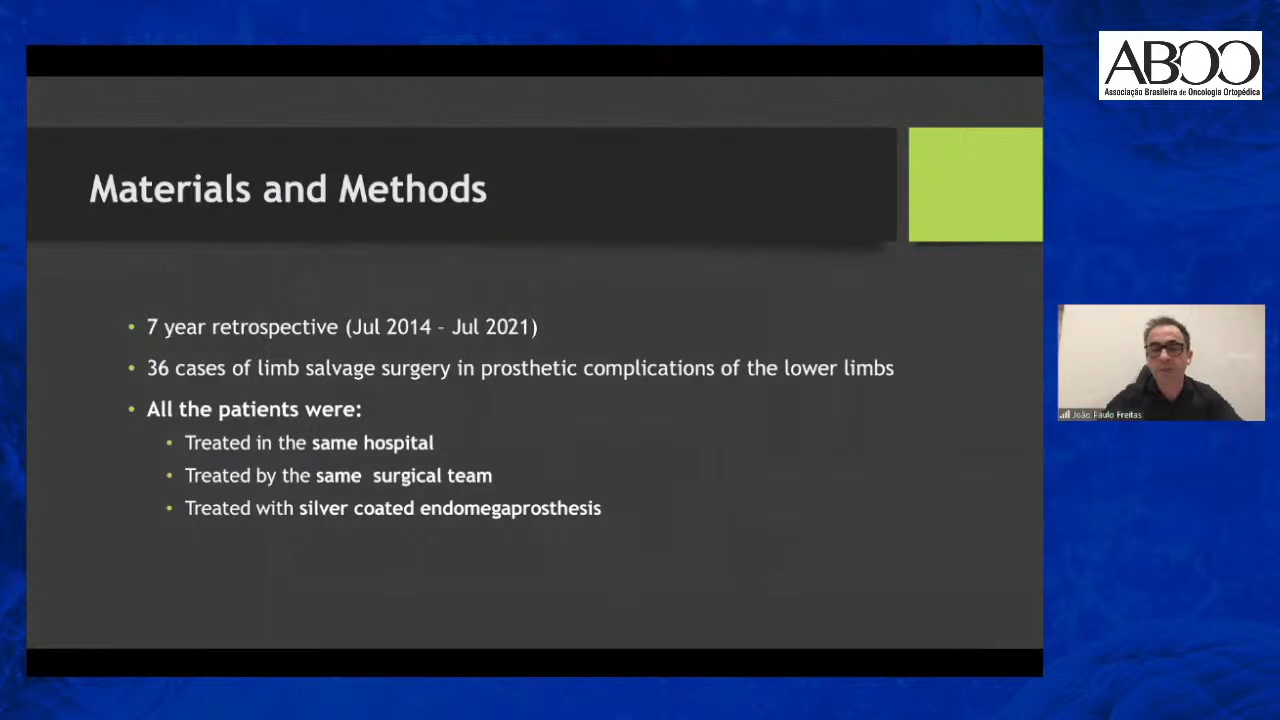 ABOO
Associação Brasileira de Oncologia Ortopédica
Materials and Methods
• 7 year retrospective (Jul 2014 – Jul 2021)
• 36 cases of limb salvage surgery in prosthetic complications of the lower limbs
• All the patients were:
• Treated in the same hospital
• Treated by the same surgical team
• Treated with silver coated endomegaprosthesis
João Paulo Freitas